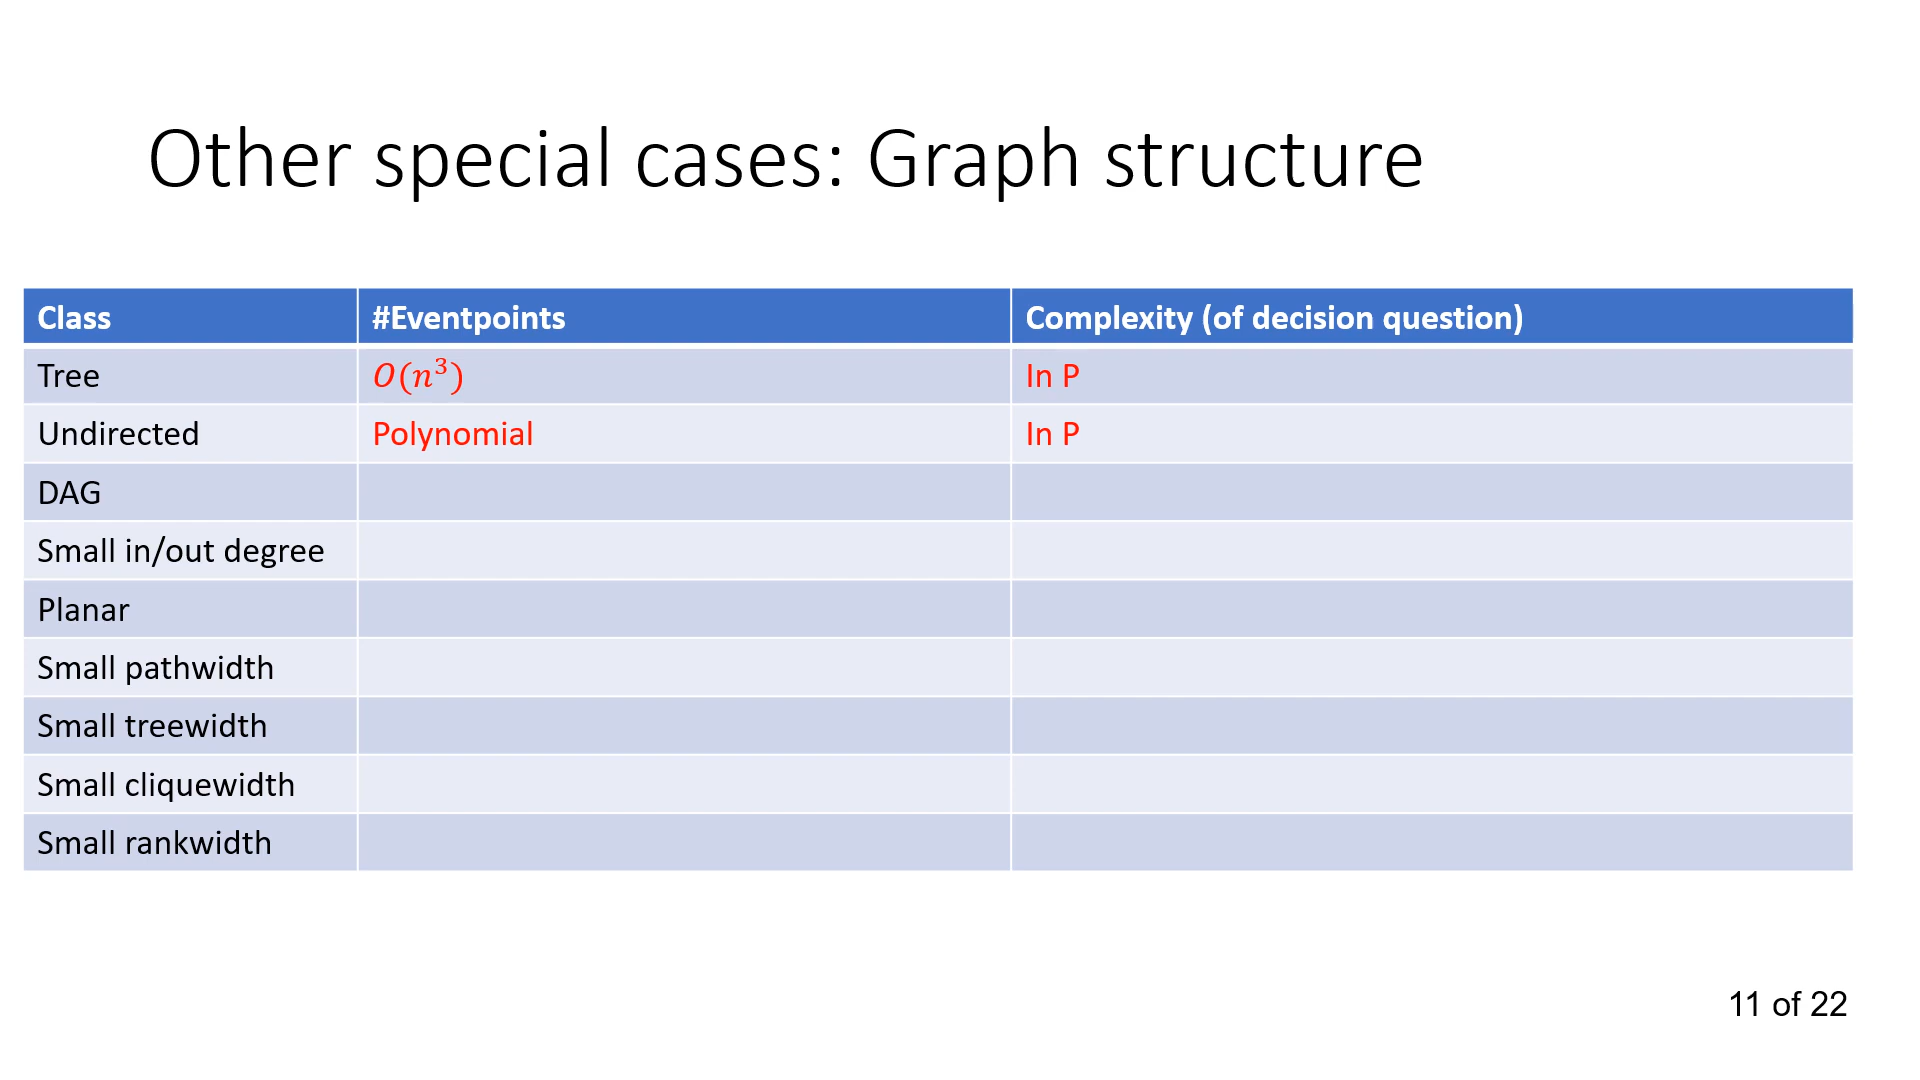 Other special cases: Graph structure
Class #Eventpoints Complexity (of decision question)
Tree O(n³) In P
Undirected Polynomial In P
DAG
Small in/out degree
Planar
Small pathwidth
Small treewidth
Small cliquewidth
Small rankwidth
11 of 22